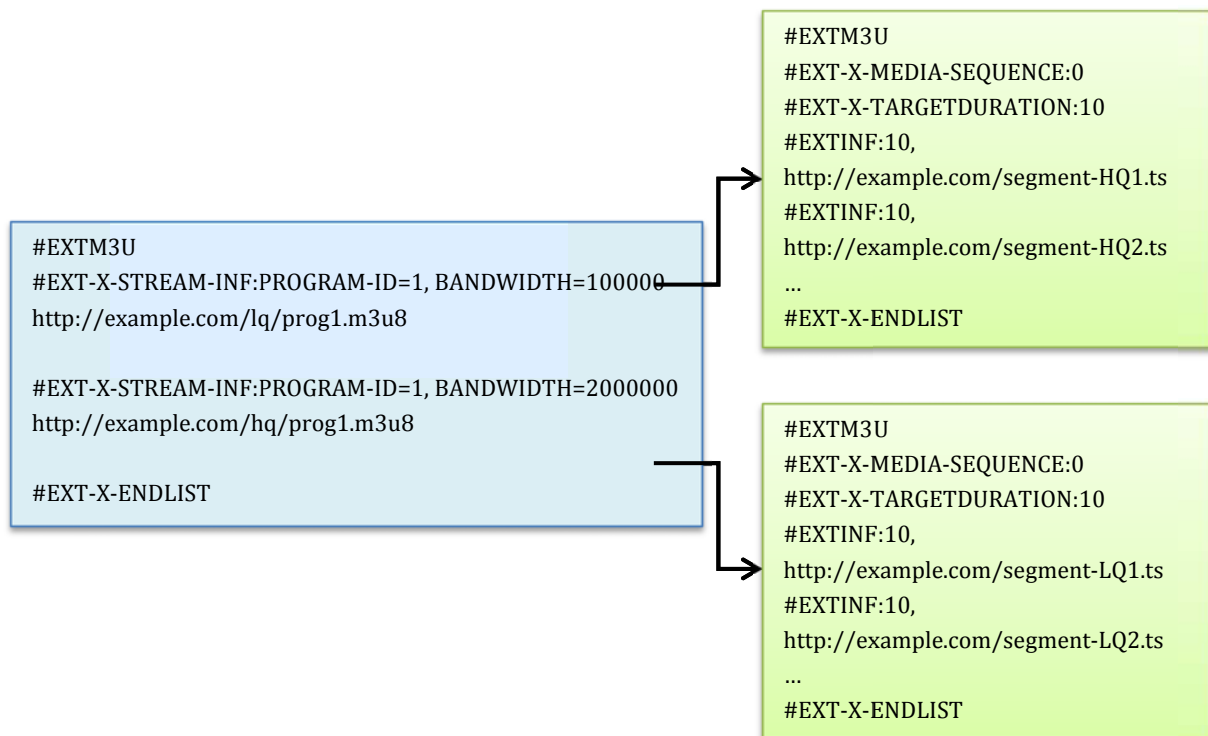 #EXTM3U
#EXT-X-STREAM-INF:PROGRAM-ID=1, BANDWIDTH=100000
http://example.com/lq/prog1.m3u8
#EXT-X-STREAM-INF:PROGRAM-ID=1, BANDWIDTH=2000000
http://example.com/hq/prog1.m3u8
#EXT-X-ENDLIST
#EXTM3U
#EXT-X-MEDIA-SEQUENCE:0
#EXT-X-TARGETDURATION:10
#EXTINF:10,
http://example.com/segment-HQ1.ts
#EXTINF:10,
http://example.com/segment-HQ2.ts
…
#EXT-X-ENDLIST
#EXTM3U
#EXT-X-MEDIA-SEQUENCE:0
#EXT-X-TARGETDURATION:10
#EXTINF:10,
http://example.com/segment-LQ1.ts
#EXTINF:10,
http://example.com/segment-LQ2.ts
…
#EXT-X-ENDLIST